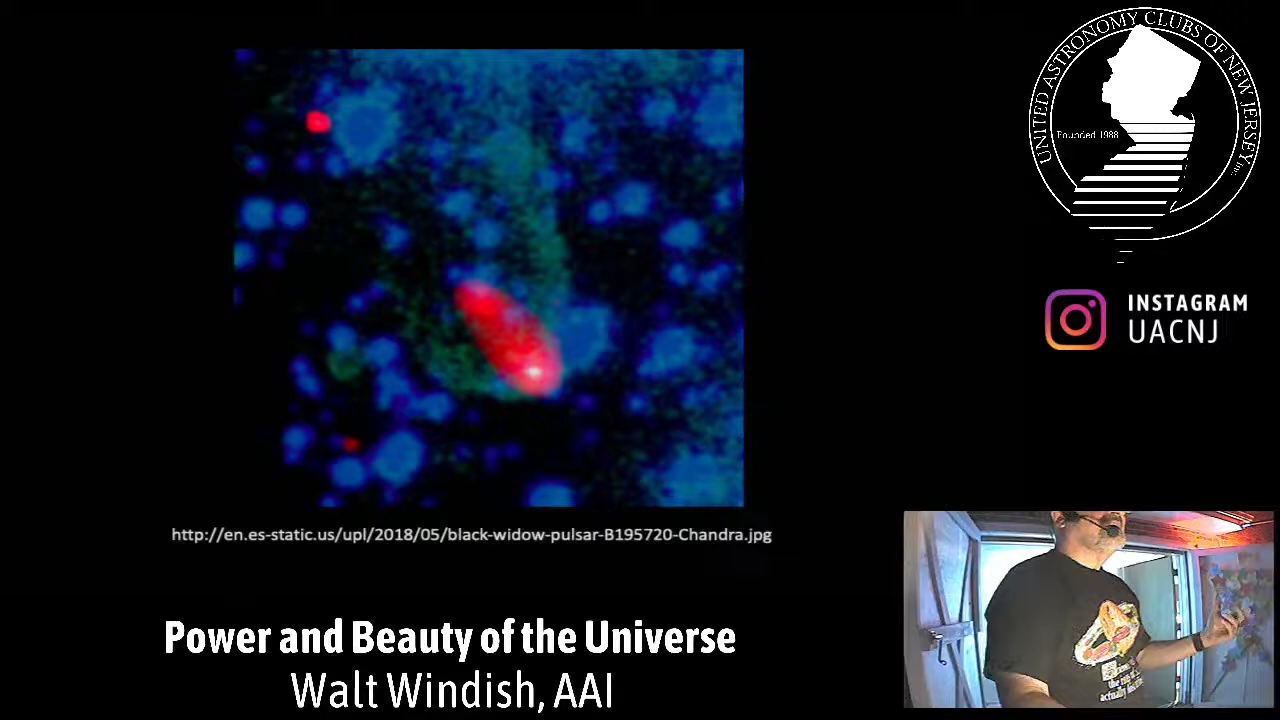 UNITED ASTRONOMY CLUBS OF NEW JERSEY Inc.
Founded 1988
INSTAGRAM
UACNJ
http://en.es-static.us/upl/2018/05/black-widow-pulsar-B195720-Chandra.jpg
Power and Beauty of the Universe
Walt Windish, AAI